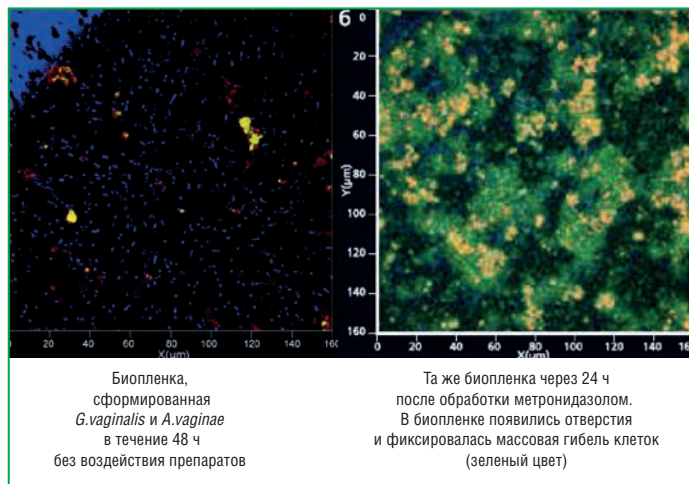 0 20 40 60 80 100 120 140 16
X(µm)
б
0
20
40
60
80
100
120
140
160
Y(µm)
0 20 40 60 80 100 120 140 160
X(µm)
Биопленка,
сформированная
G.vaginalis и A.vaginae
в течение 48 ч
без воздействия препаратов
Та же биопленка через 24 ч
после обработки метронидазолом.
В биопленке появились отверстия
и фиксировалась массовая гибель клеток
(зеленый цвет)